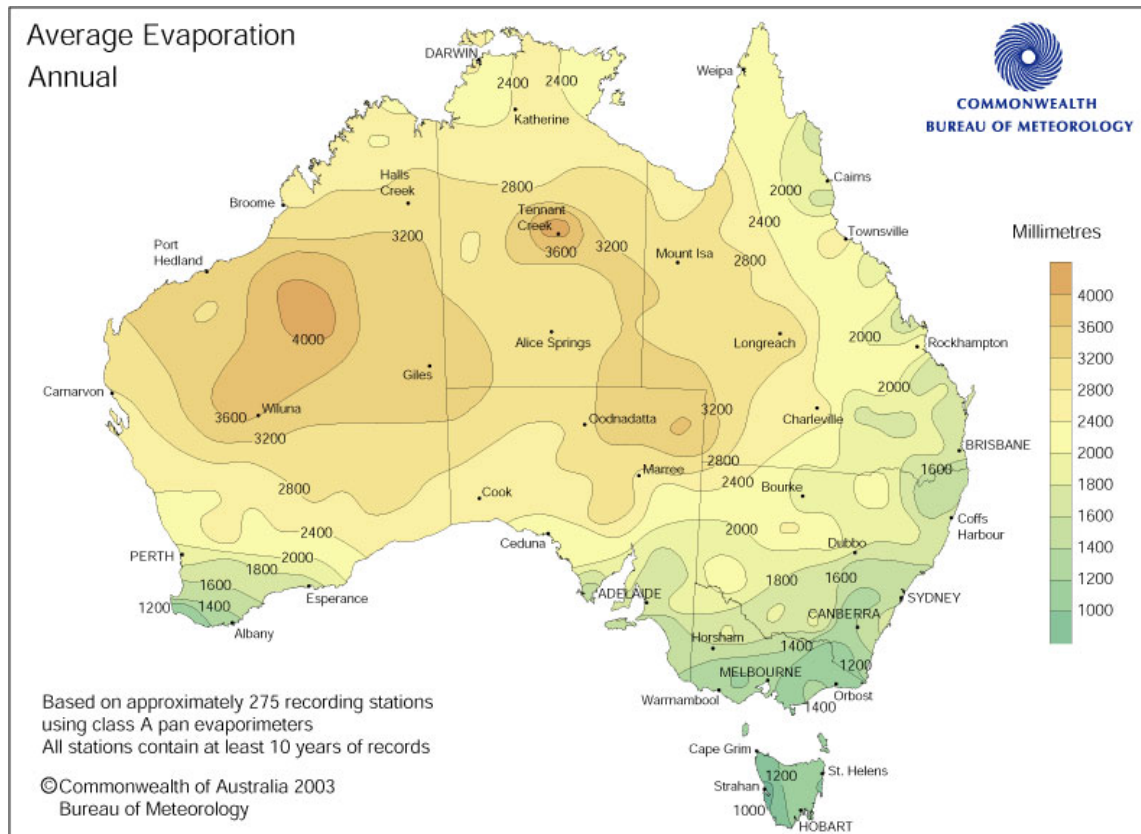 Average Evaporation
Annual
COMMONWEALTH
BUREAU OF METEOROLOGY
DARWIN
Weipa
2400
2400
Katherine
Halls
Creek
2800
2000
Cairns
Broome
Tennant
Creek
2400
3200
3600
3200
Townsville
Millimetres
Port
Hedland
Mount Isa
2800
4000
3600
3200
2800
2400
2000
1800
1600
1400
1200
1000
4000
Alice Springs
Longreach
2000
Rockhampton
Giles
2000
Carnarvon
Wiluna
3600
3200
Oodnadatta
3200
Charleville
BRISBANE
2800
1600
Marree
2400
2800
Cook
Bourke
Coffs
Harbour
2400
2000
Ceduna
Dubbo
PERTH
2000
1800
1600
1800
1600
ADELAIDE
SYDNEY
Esperance
1200
1400
CANBERRA
Albany
Horsham
1400
1200
MELBOURNE
Warrnambool
Orbost
1400
Based on approximately 275 recording stations
using class A pan evaporimeters
All stations contain at least 10 years of records
©Commonwealth of Australia 2003
Bureau of Meteorology
Cape Grim
1200
St. Helens
Strahan
1000
HOBART